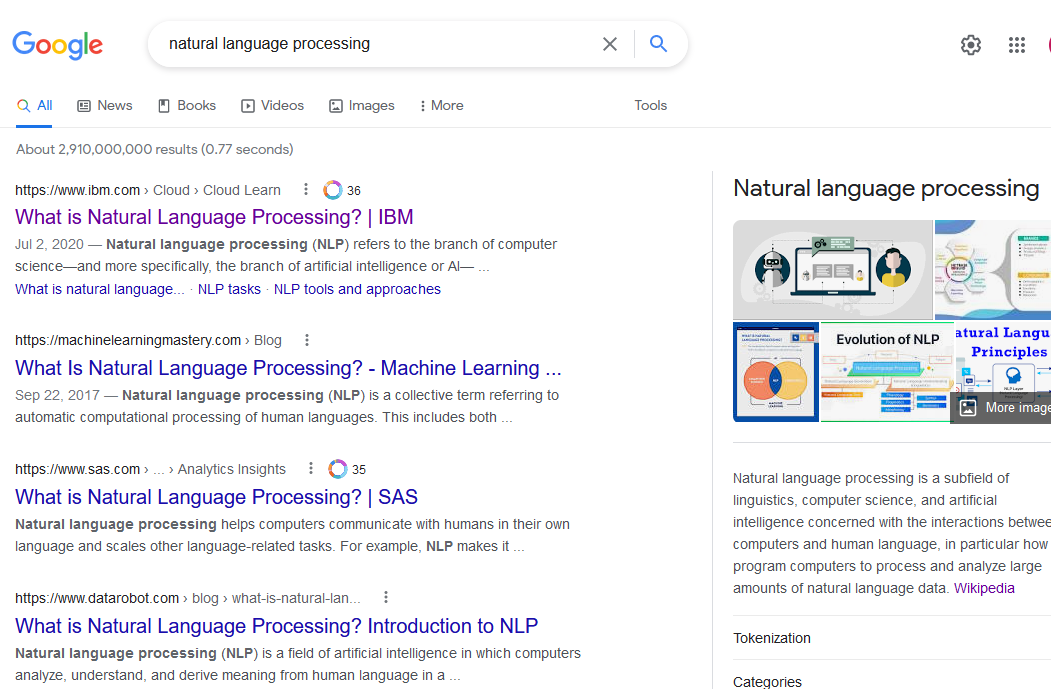 Google
natural language processing
All
News
Books
Videos
Images
More
Tools
About 2,910,000,000 results (0.77 seconds)
https://www.ibm.com › Cloud › Cloud Learn
36
What is Natural Language Processing? | IBM
Jul 2, 2020 — Natural language processing (NLP) refers to the branch of computer
science—and more specifically, the branch of artificial intelligence or AI— ...
What is natural language... · NLP tasks · NLP tools and approaches
https://machinelearningmastery.com › Blog
What Is Natural Language Processing? - Machine Learning ...
Sep 22, 2017 — Natural language processing (NLP) is a collective term referring to
automatic computational processing of human languages. This includes both ...
https://www.sas.com › ... › Analytics Insights
35
What is Natural Language Processing? | SAS
Natural language processing helps computers communicate with humans in their own
language and scales other language-related tasks. For example, NLP makes it ...
https://www.datarobot.com › blog › what-is-natural-lan...
What is Natural Language Processing? Introduction to NLP
Natural language processing (NLP) is a field of artificial intelligence in which computers
analyze, understand, and derive meaning from human language in a ...
Natural language processing
Evolution of NLP
atural Langu
Principles
More image
Natural language processing is a subfield of
linguistics, computer science, and artificial
intelligence concerned with the interactions betwee
computers and human language, in particular how
program computers to process and analyze large
amounts of natural language data. Wikipedia
Tokenization
Categories